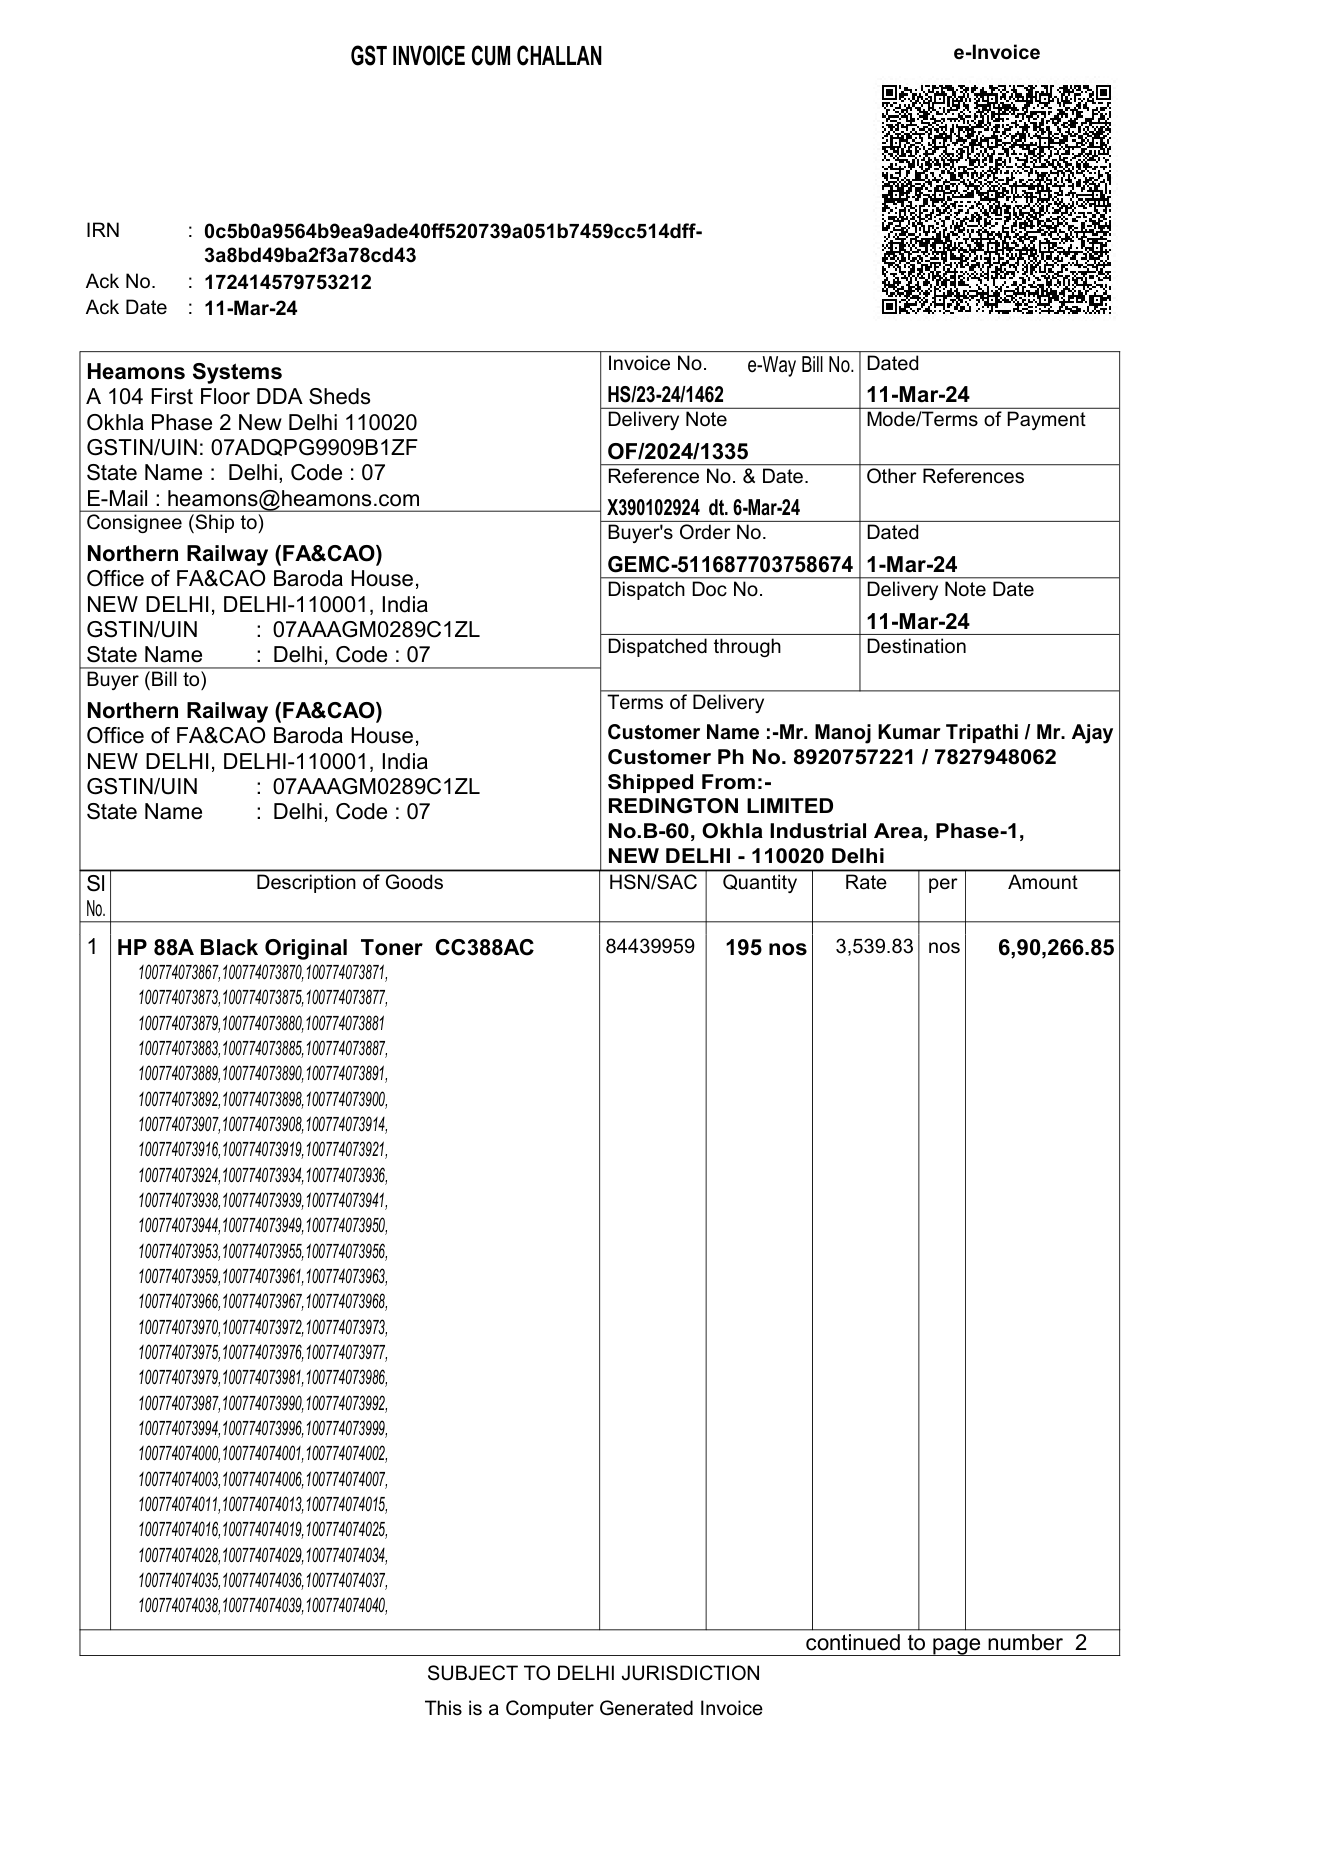 GST INVOICE CUM CHALLAN
e-Invoice
IRN : 0c5b0a9564b9ea9ade40ff520739a051b7459cc514dff-
3a8bd49ba2f3a78cd43
Ack No. : 172414579753212
Ack Date : 11-Mar-24
Heamons Systems
A 104 First Floor DDA Sheds
Okhla Phase 2 New Delhi 110020
GSTIN/UIN: 07ADQPG9909B1ZF
State Name : Delhi, Code : 07
E-Mail : heamons@heamons.com
Consignee (Ship to)
Northern Railway (FA&CAO)
Office of FA&CAO Baroda House,
NEW DELHI, DELHI-110001, India
GSTIN/UIN : 07AAAGM0289C1ZL
State Name : Delhi, Code : 07
Buyer (Bill to)
Northern Railway (FA&CAO)
Office of FA&CAO Baroda House,
NEW DELHI, DELHI-110001, India
GSTIN/UIN : 07AAAGM0289C1ZL
State Name : Delhi, Code : 07
Invoice No. e-Way Bill No. Dated
HS/23-24/1462 11-Mar-24
Delivery Note Mode/Terms of Payment
OF/2024/1335
Reference No. & Date. Other References
X390102924 dt. 6-Mar-24
Buyer's Order No. Dated
GEMC-511687703758674 1-Mar-24
Dispatch Doc No. Delivery Note Date
11-Mar-24
Dispatched through Destination
Terms of Delivery
Customer Name :-Mr. Manoj Kumar Tripathi / Mr. Ajay
Customer Ph No. 8920757221 / 7827948062
Shipped From:-
REDINGTON LIMITED
No.B-60, Okhla Industrial Area, Phase-1,
NEW DELHI - 110020 Delhi
Sl Description of Goods HSN/SAC Quantity Rate per Amount
No.
1 HP 88A Black Original Toner CC388AC 84439959 195 nos 3,539.83 nos 6,90,266.85
100774073867,100774073870,100774073871,
100774073873,100774073875,100774073877,
100774073879,100774073880,100774073881
100774073883,100774073885,100774073887,
100774073889,100774073890,100774073891,
100774073892,100774073898,100774073900,
100774073907,100774073908,100774073914,
100774073916,100774073919,100774073921,
100774073924,100774073934,100774073936,
100774073938,100774073939,100774073941,
100774073944,100774073949,100774073950,
100774073953,100774073955,100774073956,
100774073959,100774073961,100774073963,
100774073966,100774073967,100774073968,
100774073970,100774073972,100774073973,
100774073975,100774073976,100774073977,
100774073979,100774073981,100774073986,
100774073987,100774073990,100774073992,
100774073994,100774073996,100774073999,
100774074000,100774074001,100774074002,
100774074003,100774074006,100774074007,
100774074011,100774074013,100774074015,
100774074016,100774074019,100774074025,
100774074028,100774074029,100774074034,
100774074035,100774074036,100774074037,
100774074038,100774074039,100774074040,
continued to page number 2
SUBJECT TO DELHI JURISDICTION
This is a Computer Generated Invoice